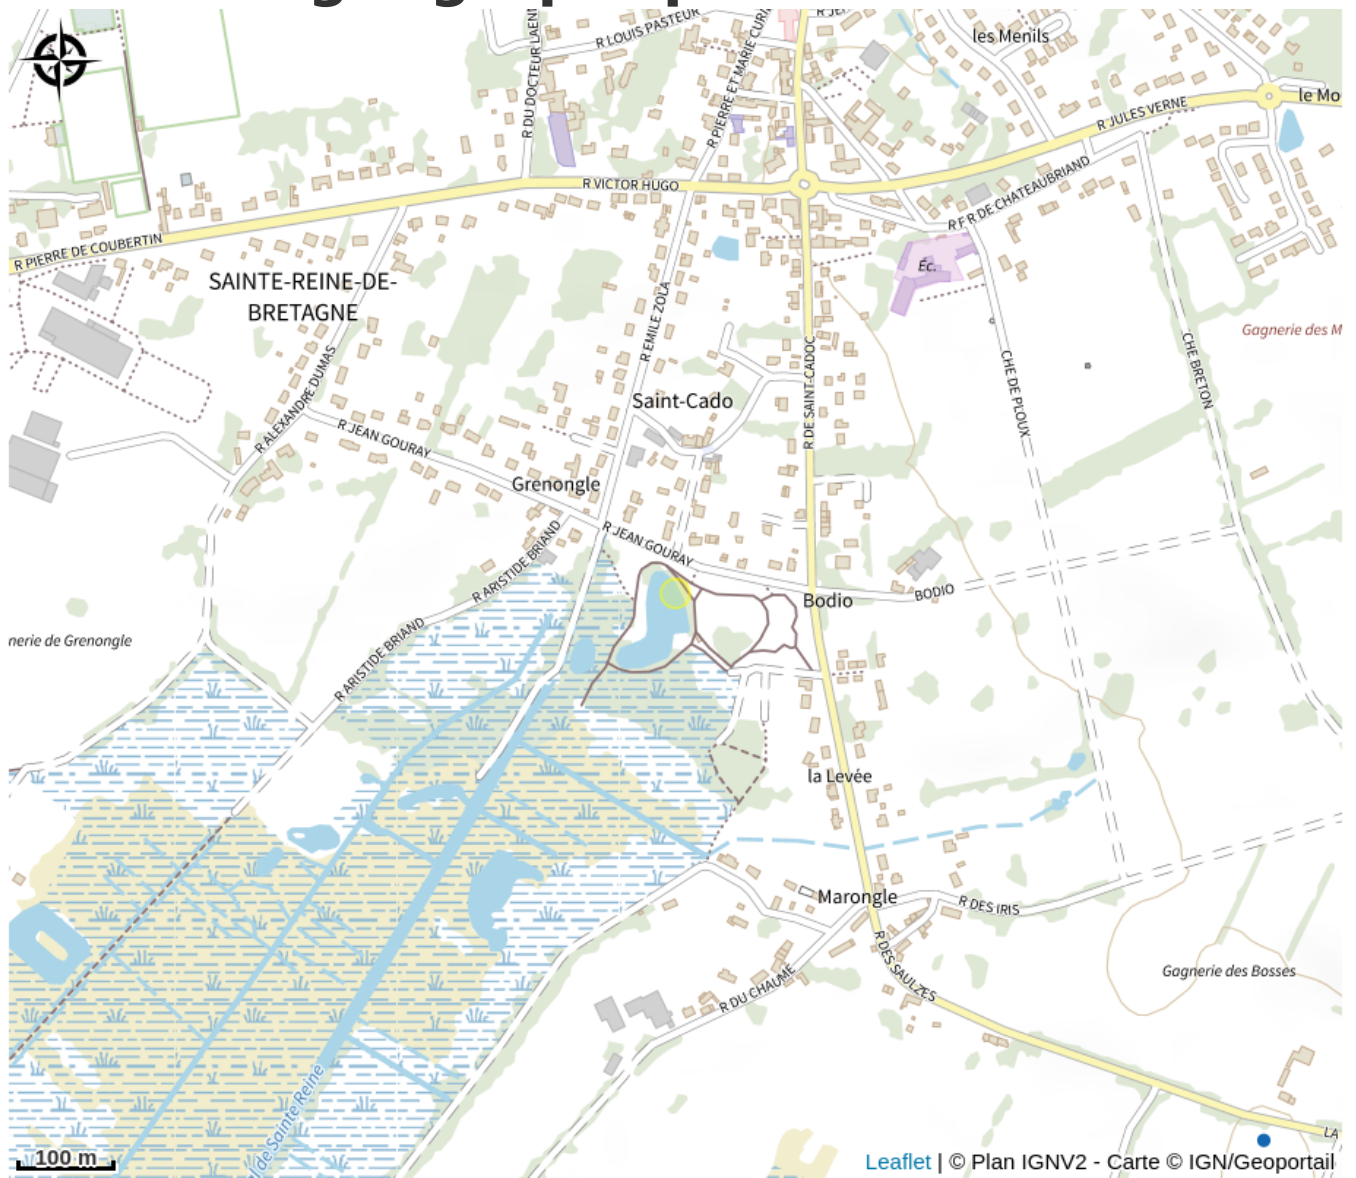 les Menils
R LOUIS PASTEUR
R PIERRE ET MARIE CURIE
R DU DOCTEUR LAEN
R JE
le Mo
R JULES VERNE
R VICTOR HUGO
R F R DE CHATEAUBRIAND
R PIERRE DE COUBERTIN
Éc.
SAINTE-REINE-DE-
BRETAGNE
R EMILE ZOLA
Gagnerie des M
CHE BRETON
CHE DE PLOUX
R DE SAINT-CADOC
R ALEXANDRE DUMAS
Saint-Cado
R JEAN GOURAY
Grenongle
R JEAN GOURAY
R ARISTIDE BRIAND
BODIO
Bodio
nerie de Grenongle
R ARISTIDE BRIAND
la Levée
Marongle
R DES IRIS
R DES SAULZES
Gagnerie des Bosses
R DU CHAUME
l de Sainte Reine
LA
100 m
Leaflet | © Plan IGNV2 - Carte © IGN/Geoportail